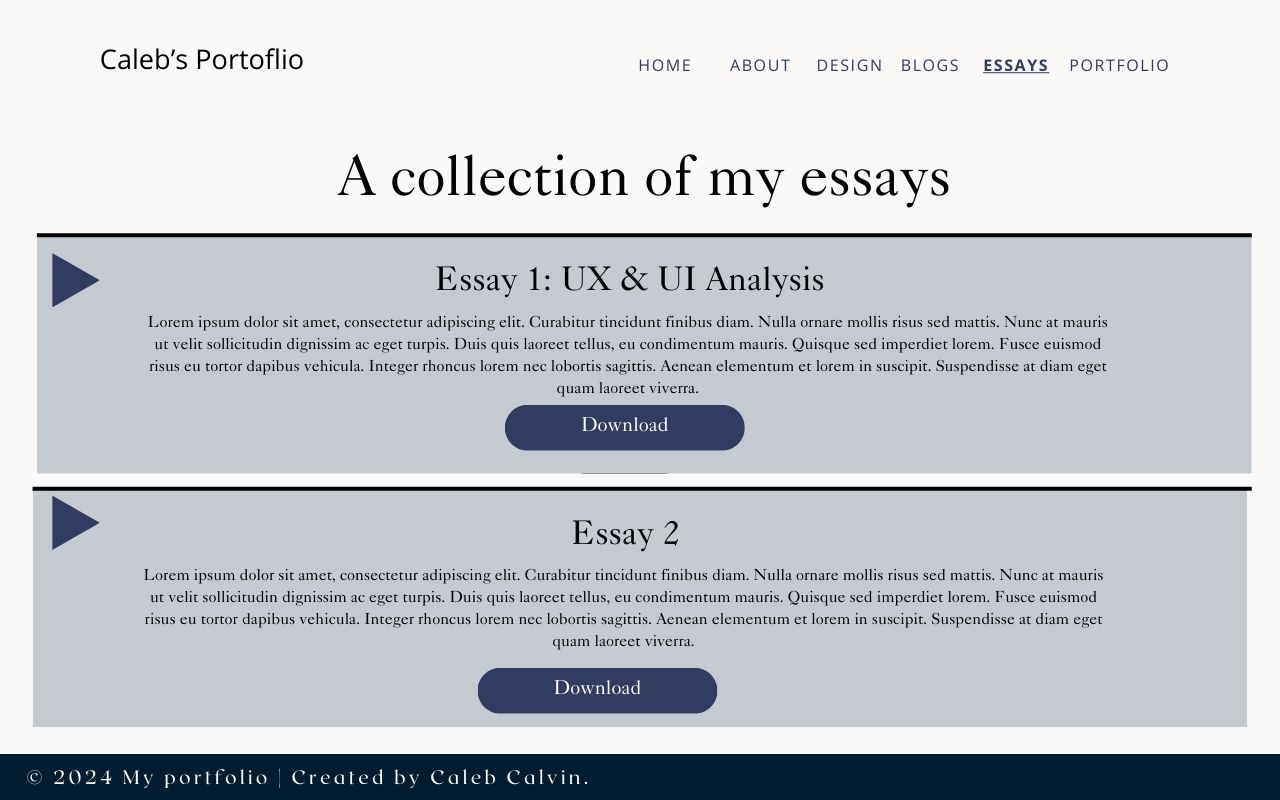 Caleb’s Portoflio
HOME ABOUT DESIGN BLOGS ESSAYS PORTFOLIO
A collection of my essays
Essay 1: UX & UI Analysis
Lorem ipsum dolor sit amet, consectetur adipiscing elit. Curabitur tincidunt finibus diam. Nulla ornare mollis risus sed mattis. Nunc at mauris
ut velit sollicitudin dignissim ac eget turpis. Duis quis laoreet tellus, eu condimentum mauris. Quisque sed imperdiet lorem. Fusce euismod
risus eu tortor dapibus vehicula. Integer rhoncus lorem nec lobortis sagittis. Aenean elementum et lorem in suscipit. Suspendisse at diam eget
quam laoreet viverra.
Download
Essay 2
Lorem ipsum dolor sit amet, consectetur adipiscing elit. Curabitur tincidunt finibus diam. Nulla ornare mollis risus sed mattis. Nunc at mauris
ut velit sollicitudin dignissim ac eget turpis. Duis quis laoreet tellus, eu condimentum mauris. Quisque sed imperdiet lorem. Fusce euismod
risus eu tortor dapibus vehicula. Integer rhoncus lorem nec lobortis sagittis. Aenean elementum et lorem in suscipit. Suspendisse at diam eget
quam laoreet viverra.
Download
© 2024 My portfolio | Created by Caleb Calvin.